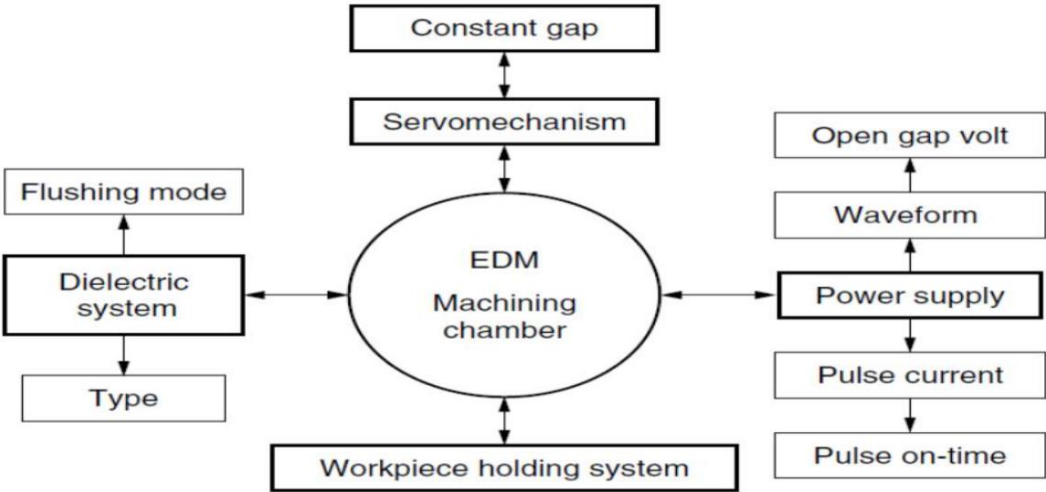 Constant gap
Servomechanism
Open gap volt
Flushing mode
Waveform
Dielectric
system
EDM
Machining
chamber
Power supply
Pulse current
Type
Pulse on-time
Workpiece holding system